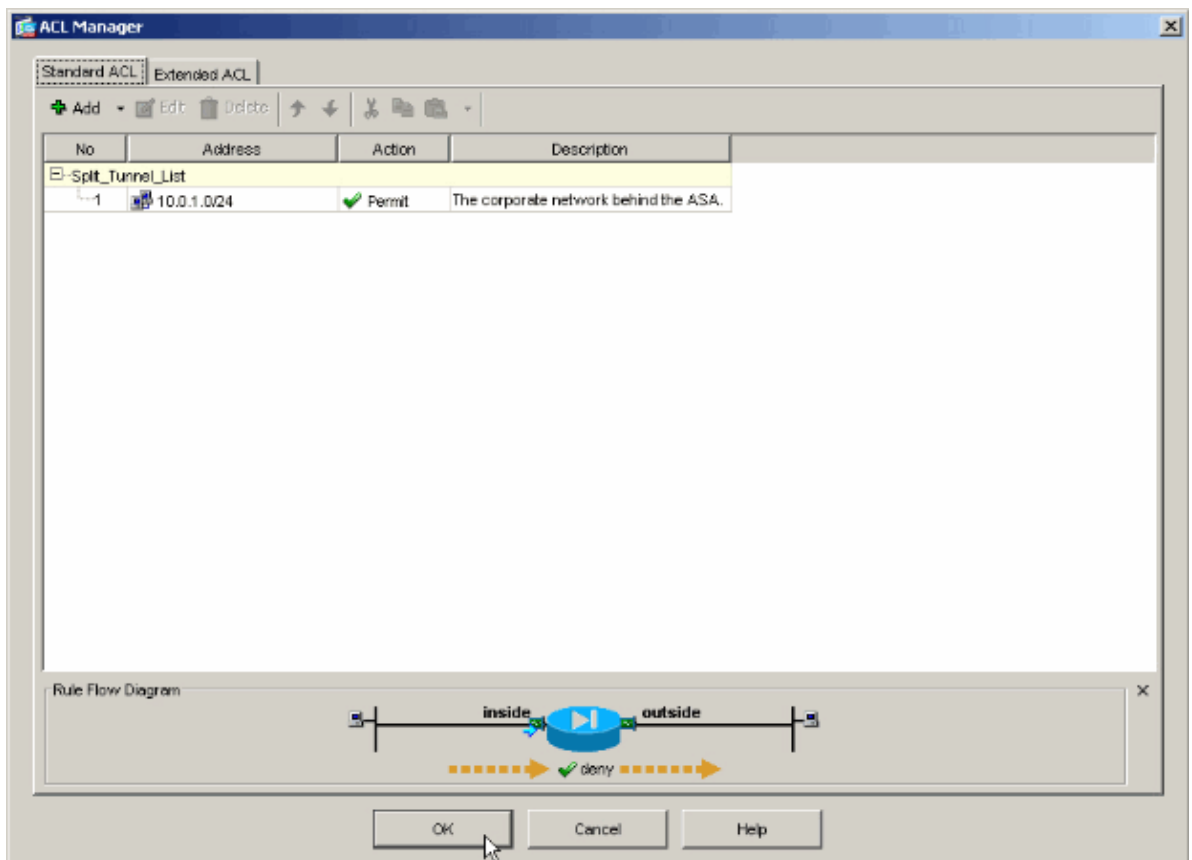 ACL Manager
Standard ACL Extended ACL
Add Edit Delete
No Address Action Description
Split_Tunnel_List
1 10.0.1.0/24 Permit The corporate network behind the ASA.
Rule Flow Diagram
inside outside
deny
OK Cancel Help